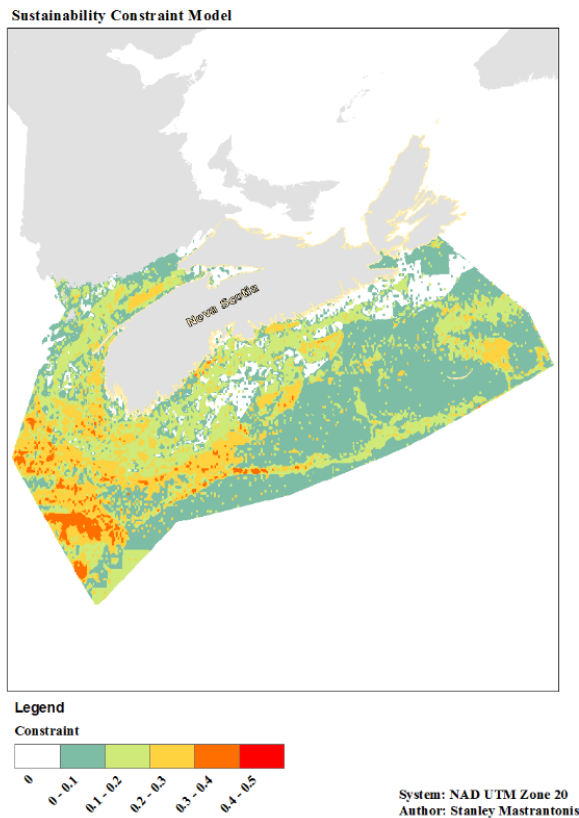 Sustainability Constraint Model
Nova Scotia
Legend
Constraint
0
0 - 0.1
0.1 - 0.2
0.2 - 0.3
0.3 - 0.4
0.4 - 0.5
System: NAD UTM Zone 20
Author: Stanley Mastrantonis